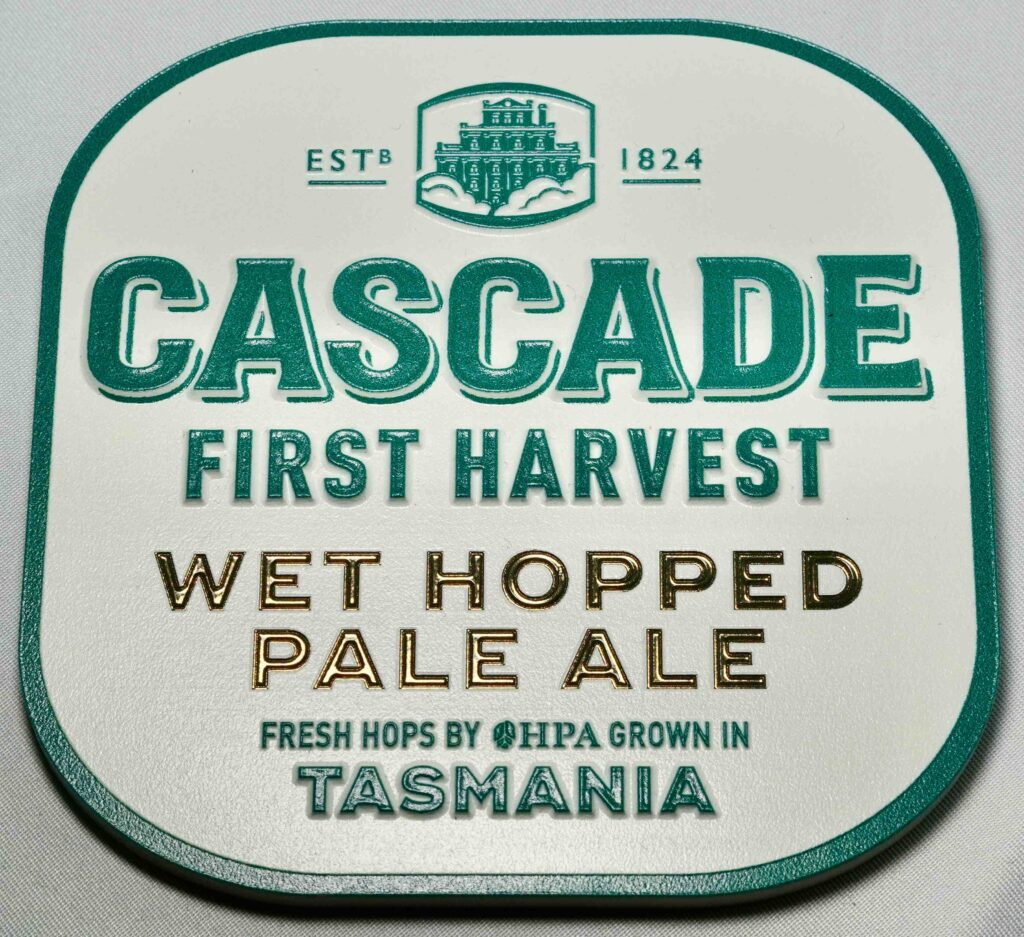 ESTB 1824
CASCADE
FIRST HARVEST
WET HOPPED
PALE ALE
FRESH HOPS BY HPA GROWN IN
TASMANIA